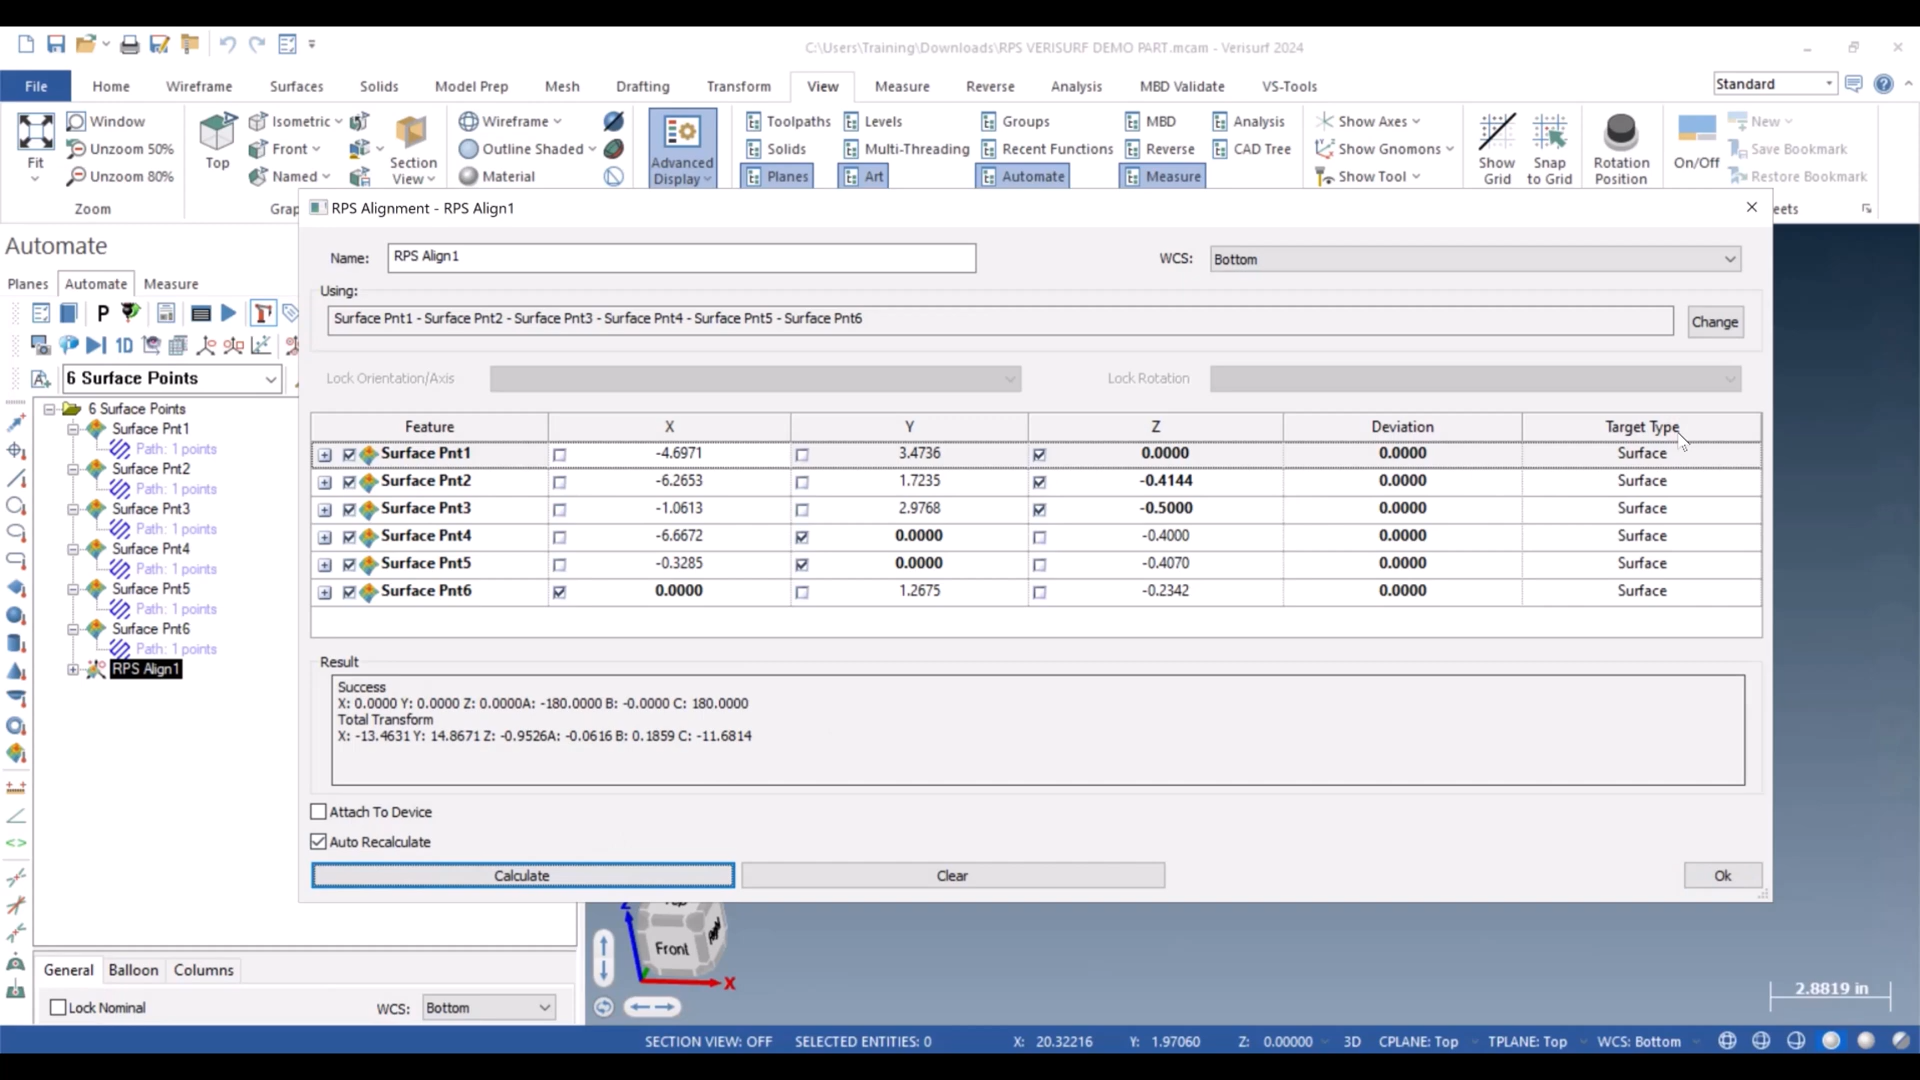 C:\Users\Training\Downloads\RPS VERISURF DEMO PART.mcam - Verisurf 2024
File Home Wireframe Surfaces Solids Model Prep Mesh Drafting Transform View Measure Reverse Analysis MBD Validate VS-Tools Standard
Window Isometric Wireframe Toolpaths Levels Groups MBD Analysis Show Axes New
Unzoom 50% Front Outline Shaded Solids Multi-Threading Recent Functions Reverse CAD Tree Show Gnomons Save Bookmark
Fit Top Section View Advanced Display Show Grid Snap to Grid Rotation Position On/Off
Unzoom 80% Named Material Planes Art Automate Measure Show Tool Restore Bookmark
Zoom Grap eets
RPS Alignment - RPS Align1
Automate
Name: RPS Align1 WCS: Bottom
Planes Automate Measure
Using:
P
Surface Pnt1 - Surface Pnt2 - Surface Pnt3 - Surface Pnt4 - Surface Pnt5 - Surface Pnt6 Change
1D
6 Surface Points
Lock Orientation/Axis Lock Rotation
6 Surface Points
Surface Pnt1
Path: 1 points
Surface Pnt2
Path: 1 points
Surface Pnt3
Path: 1 points
Surface Pnt4
Path: 1 points
Surface Pnt5
Path: 1 points
Surface Pnt6
Path: 1 points
RPS Align1
Feature X Y Z Deviation Target Type
Surface Pnt1 -4.6971 3.4736 0.0000 0.0000 Surface
Surface Pnt2 -6.2653 1.7235 -0.4144 0.0000 Surface
Surface Pnt3 -1.0613 2.9768 -0.5000 0.0000 Surface
Surface Pnt4 -6.6672 0.0000 -0.4000 0.0000 Surface
Surface Pnt5 -0.3285 0.0000 -0.4070 0.0000 Surface
Surface Pnt6 0.0000 1.2675 -0.2342 0.0000 Surface
Result
Success
X: 0.0000 Y: 0.0000 Z: 0.0000A: -180.0000 B: -0.0000 C: 180.0000
Total Transform
X: -13.4631 Y: 14.8671 Z: -0.9526A: -0.0616 B: 0.1859 C: -11.6814
Attach To Device
Auto Recalculate
Calculate Clear Ok
Z
Front
X
General Balloon Columns
Lock Nominal WCS: Bottom
2.8819 in
SECTION VIEW: OFF SELECTED ENTITIES: 0 X: 20.32216 Y: 1.97060 Z: 0.00000 3D CPLANE: Top TPLANE: Top WCS: Bottom